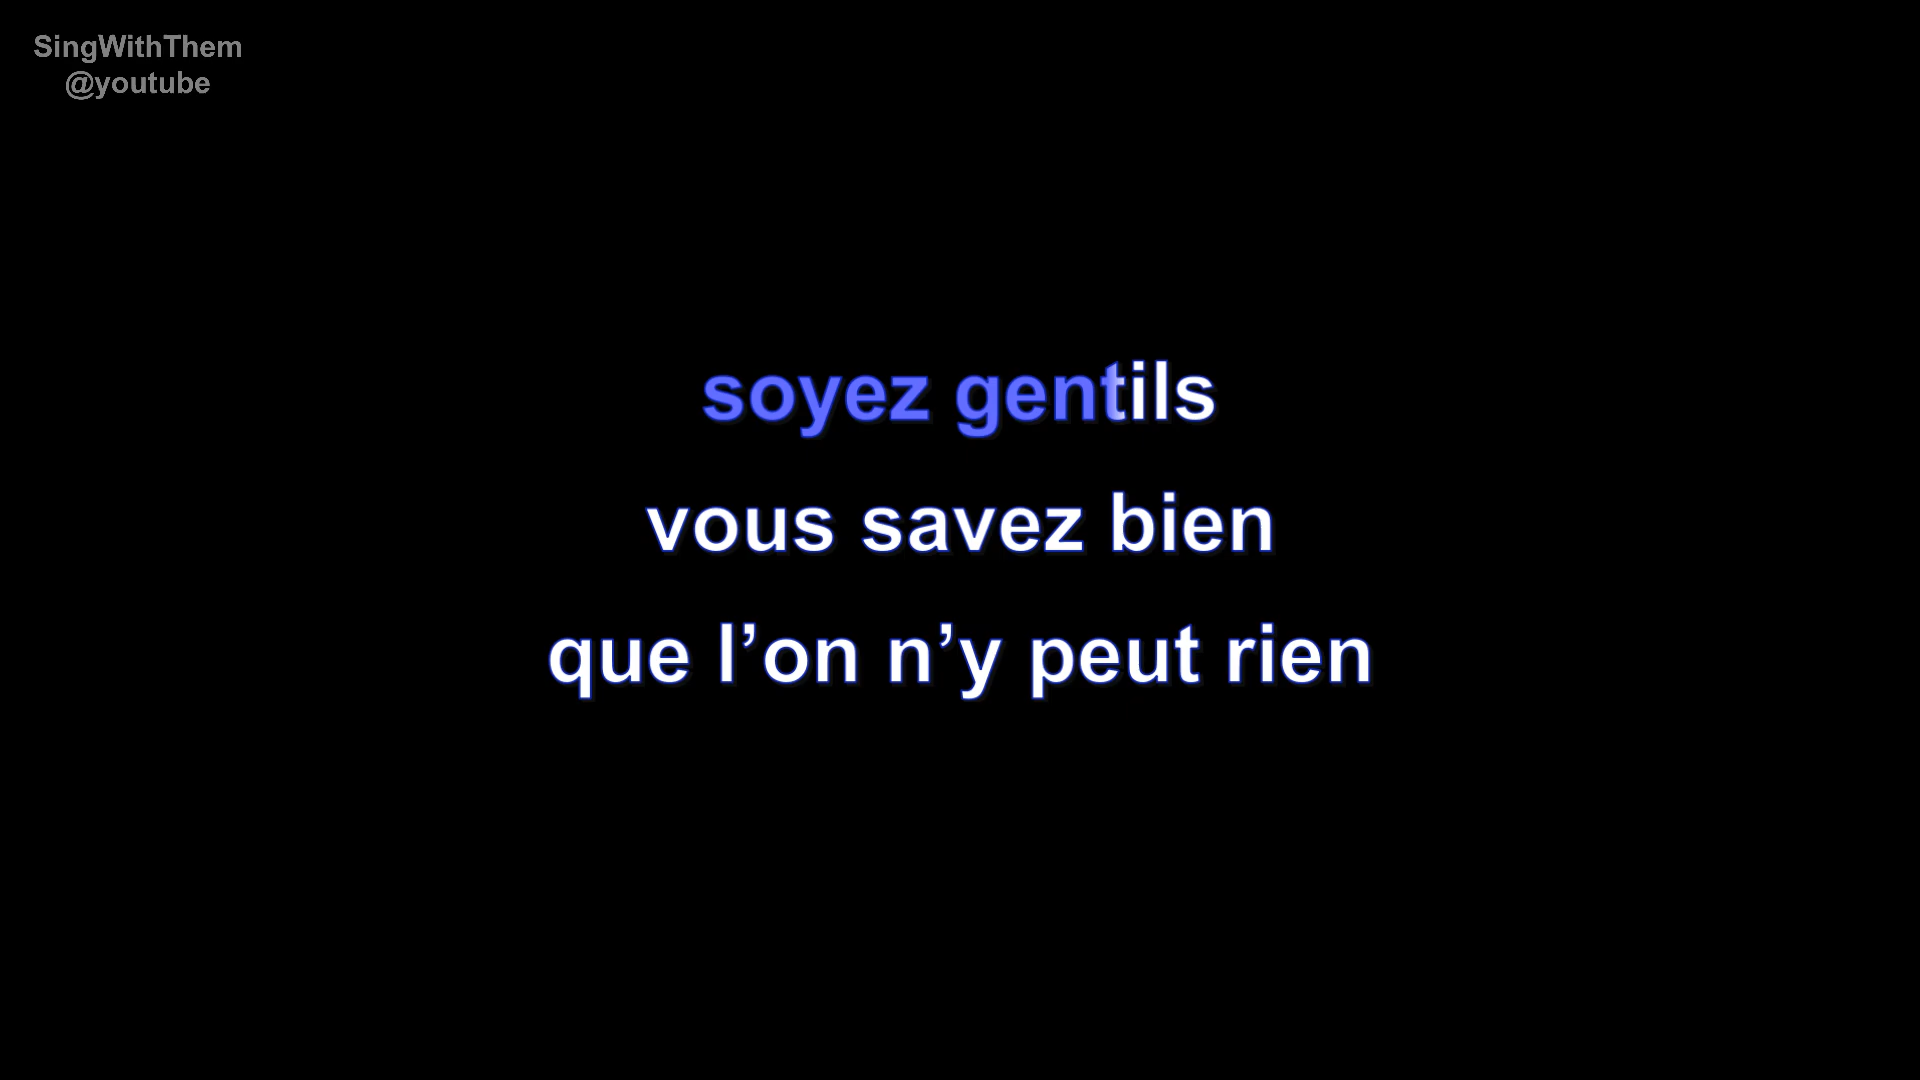 SingWithThem
@youtube
soyez gentils
vous savez bien
que l’on n’y peut rien